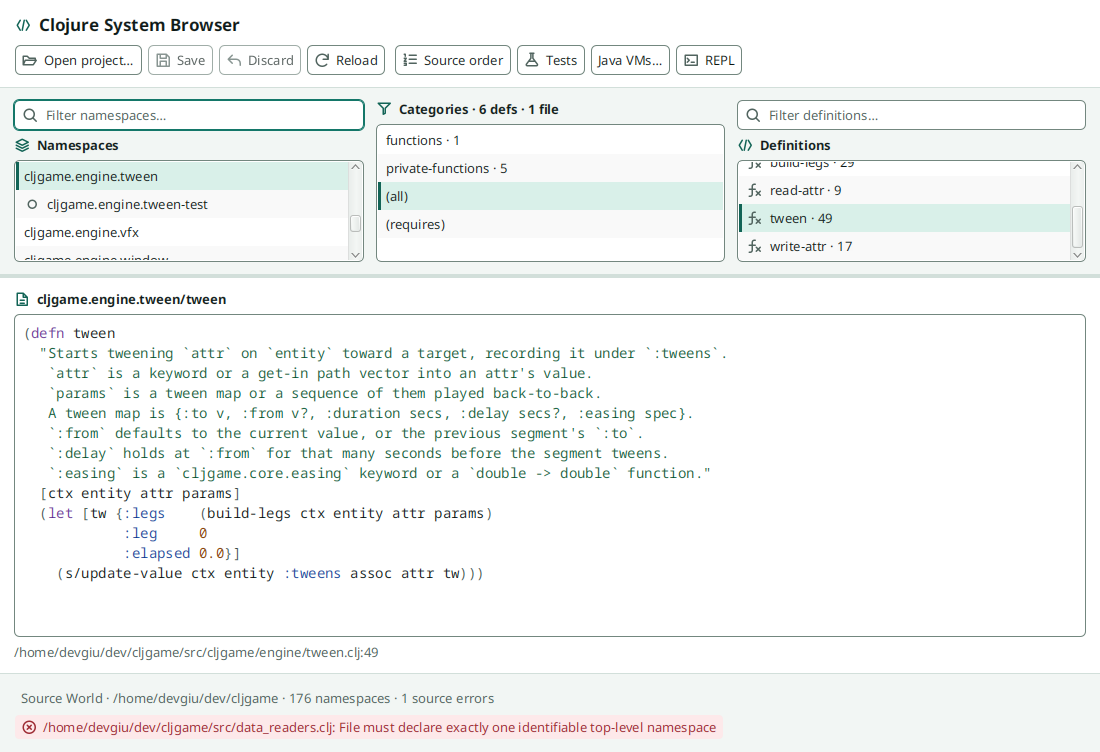 Clojure System Browser
Open project... Save Discard Reload Source order Tests Java VMs... REPL
Filter namespaces...
Namespaces
cljgame.engine.tween
cljgame.engine.tween-test
cljgame.engine.vfx
cljgame.engine.window
Categories · 6 defs · 1 file
functions · 1
private-functions · 5
(all)
(requires)
Filter definitions...
Definitions
build-legs · 29
read-attr · 9
tween · 49
write-attr · 17
cljgame.engine.tween/tween
(defn tween
  "Starts tweening `attr` on `entity` toward a target, recording it under `:tweens`.
   `attr` is a keyword or a get-in path vector into an attr's value.
   `params` is a tween map or a sequence of them played back-to-back.
   A tween map is {:to v, :from v?, :duration secs, :delay secs?, :easing spec}.
   `:from` defaults to the current value, or the previous segment's `:to`.
   `:delay` holds at `:from` for that many seconds before the segment tweens.
   `:easing` is a `cljgame.core.easing` keyword or a `double -> double` function."
  [ctx entity attr params]
  (let [tw {:legs    (build-legs ctx entity attr params)
            :leg     0
            :elapsed 0.0}]
    (s/update-value ctx entity :tweens assoc attr tw)))
/home/devgiu/dev/cljgame/src/cljgame/engine/tween.clj:49
Source World · /home/devgiu/dev/cljgame · 176 namespaces · 1 source errors
/home/devgiu/dev/cljgame/src/data_readers.clj: File must declare exactly one identifiable top-level namespace